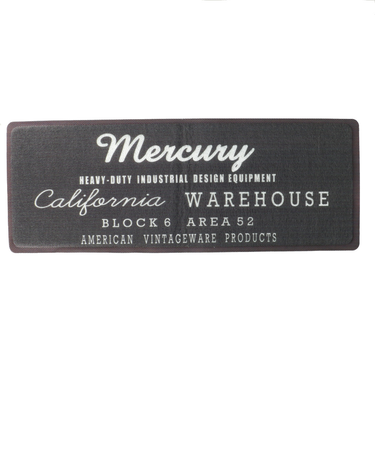 Mercury
HEAVY-DUTY INDUSTRIAL DESIGN EQUIPMENT
California WAREHOUSE
BLOCK 6 AREA 52
AMERICAN VINTAGEWARE PRODUCTS